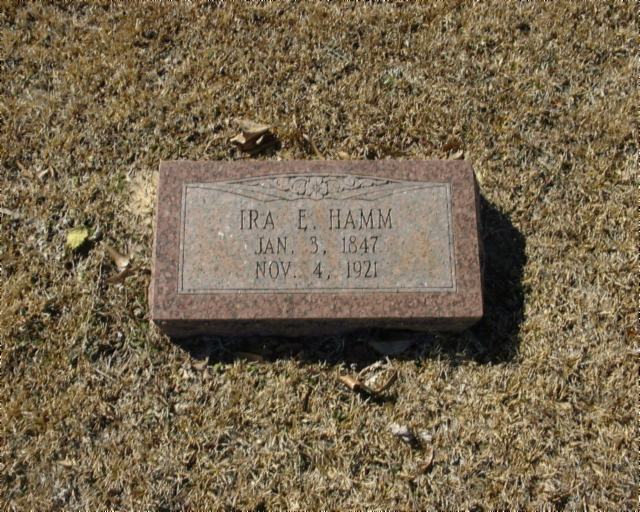 IRA E. HAMM
JAN. 3, 1847
NOV. 4, 1921